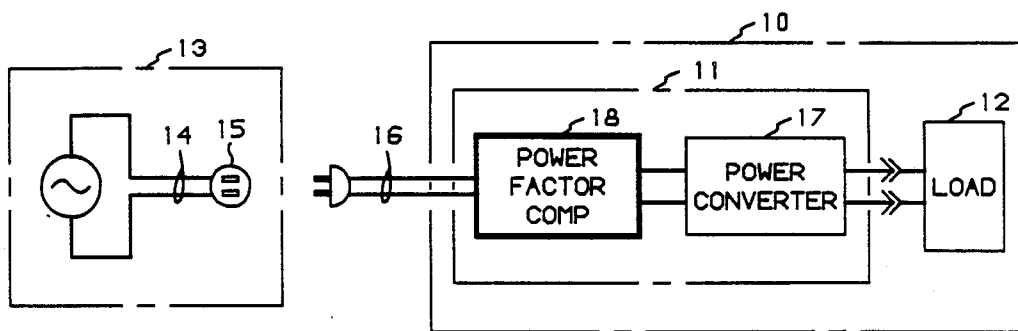 13
14
15
16
10
11
18
POWER
FACTOR
COMP
17
POWER
CONVERTER
12
LOAD